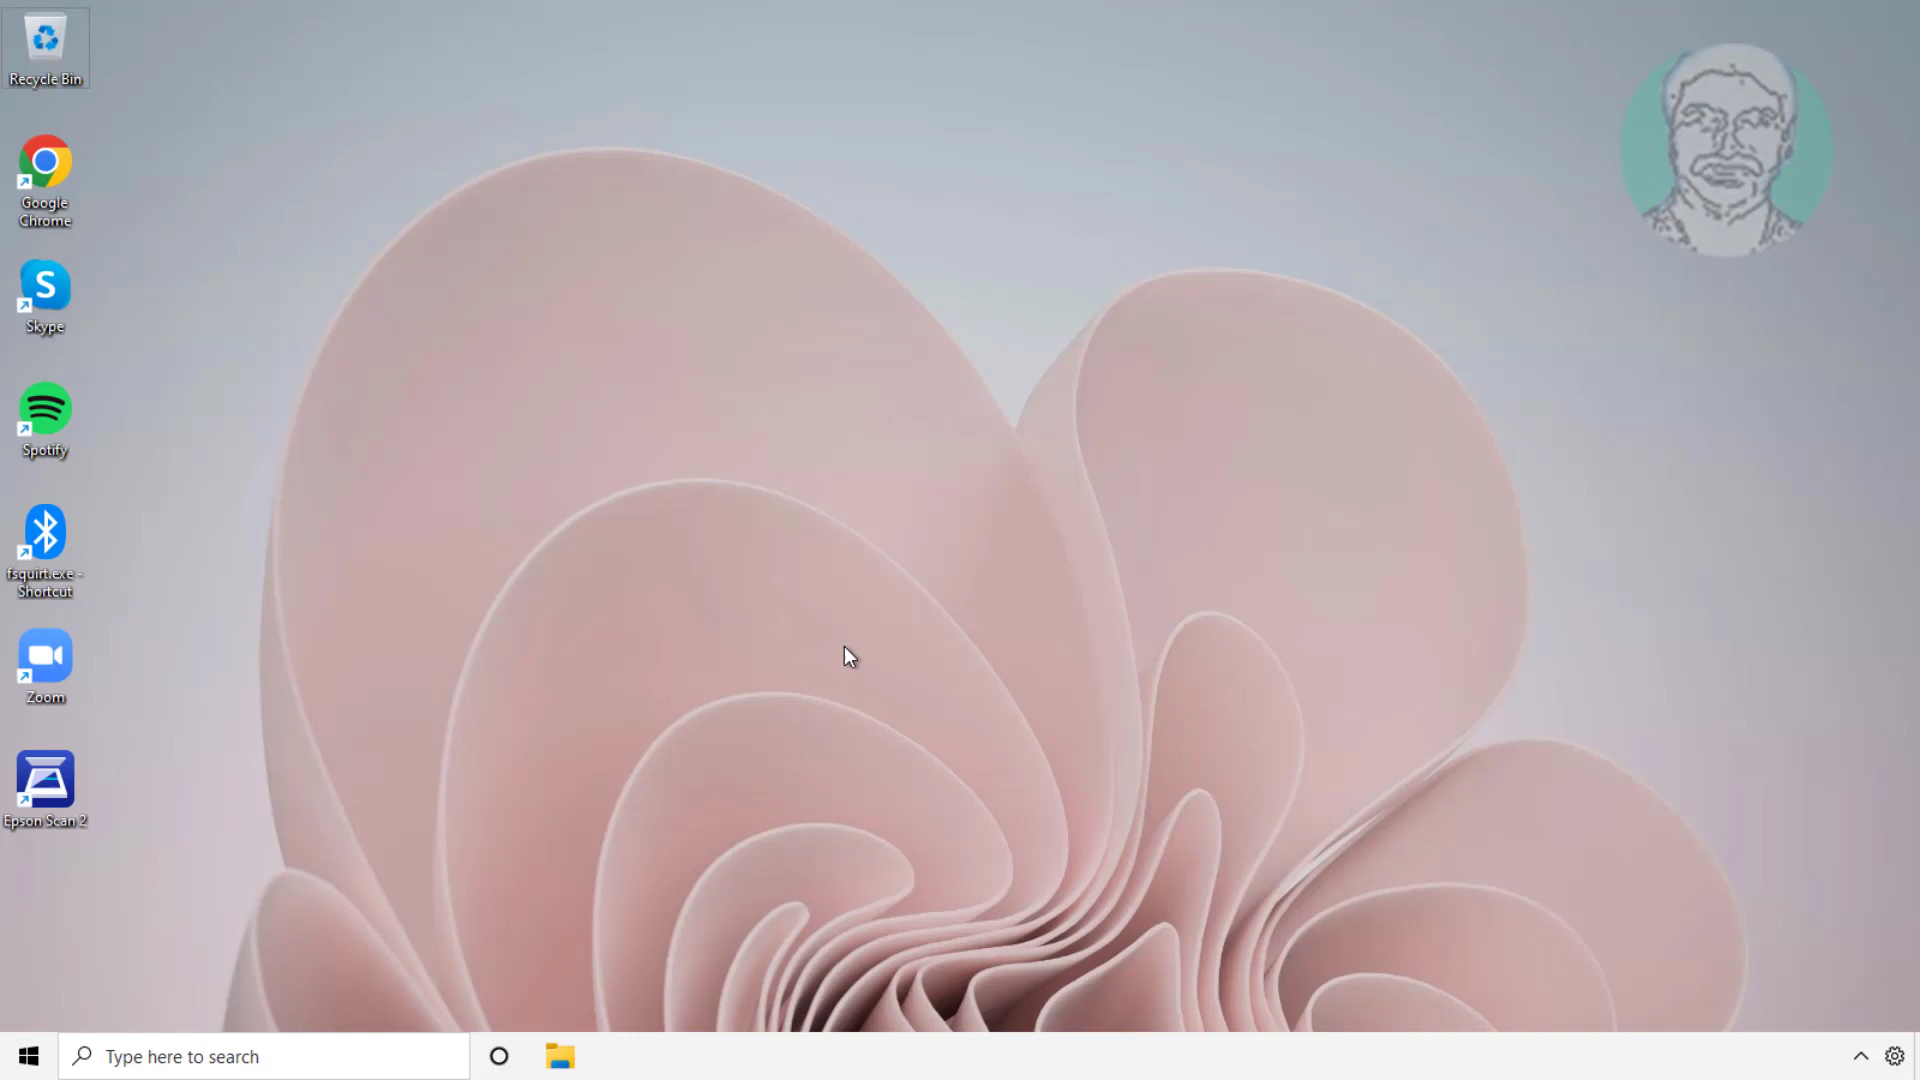 Recycle Bin
Google
Chrome
S
Skype
Spotify
fsquirt.exe -
Shortcut
Zoom
Epson Scan 2
Type here to search